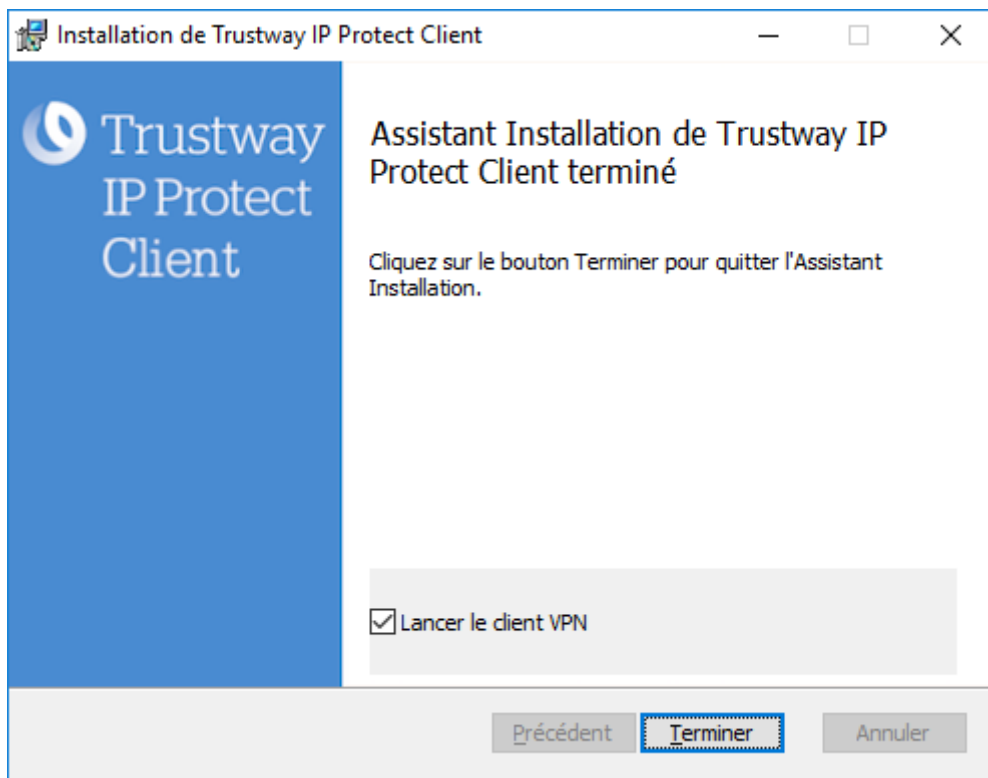 Installation de Trustway IP Protect Client
Trustway
IP Protect
Client
Assistant Installation de Trustway IP
Protect Client terminé
Cliquez sur le bouton Terminer pour quitter l'Assistant
Installation.
Lancer le client VPN
Précédent
Terminer
Annuler